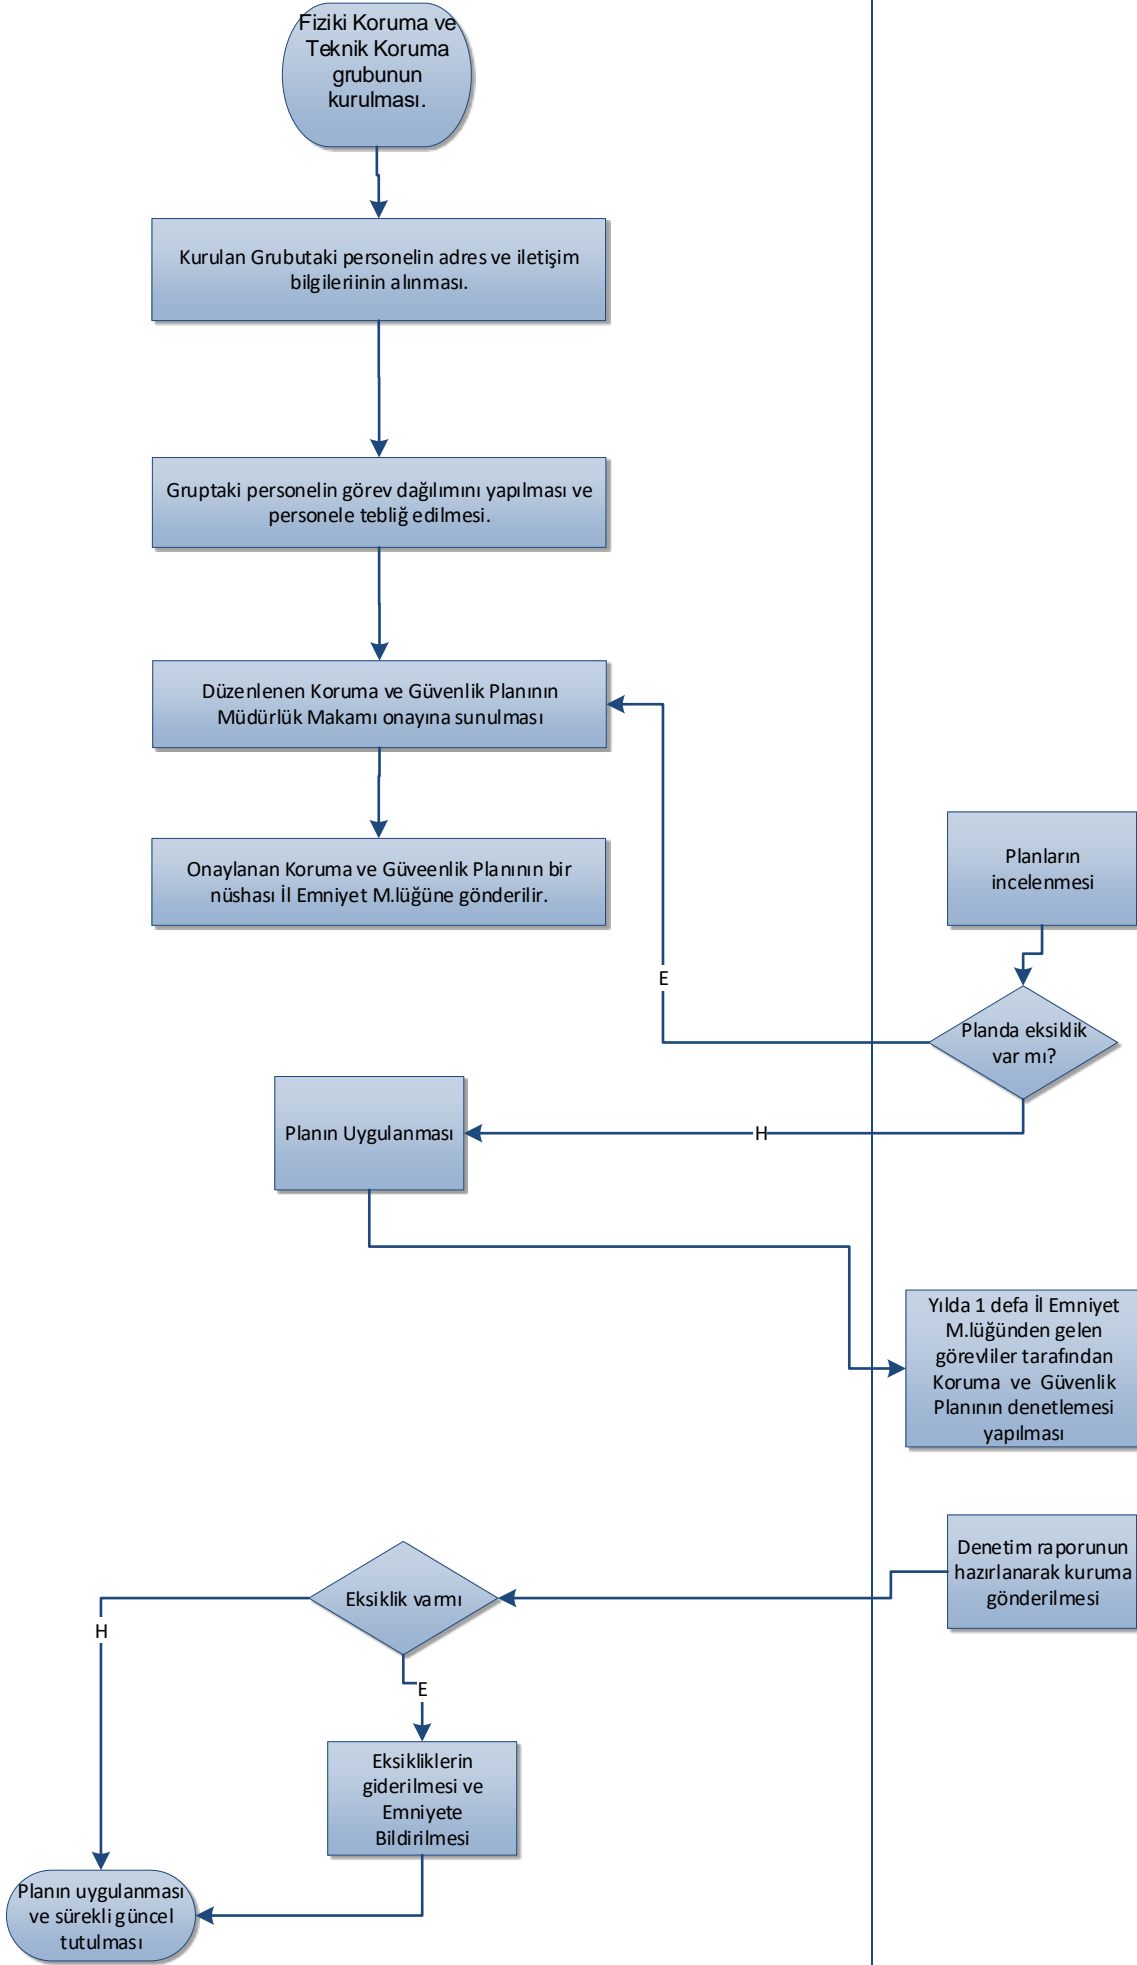 Fiziki Koruma ve
Teknik Koruma
grubunun
kurulması.
Kurulan Grubutaki personelin adres ve iletişim
bilgileriinin alınması.
Gruptaki personelin görev dağılımını yapılması ve
personele tebliğ edilmesi.
Düzenlenen Koruma ve Güvenlik Planının
Müdürlük Makamı onayına sunulması
Onaylanan Koruma ve Güveenlik Planının bir
nüshası İl Emniyet M.lüğüne gönderilir.
Planların
incelenmesi
E
Planda eksiklik
var mı?
Planın Uygulanması
H
Yılda 1 defa İl Emniyet
M.lüğünden gelen
görevliler tarafından
Koruma ve Güvenlik
Planının denetlemesi
yapılması
Denetim raporunun
hazırlanarak kuruma
gönderilmesi
Eksiklik varmı
H
E
Eksikliklerin
giderilmesi ve
Emniyete
Bildirilmesi
Planın uygulanması
ve sürekli güncel
tutulması